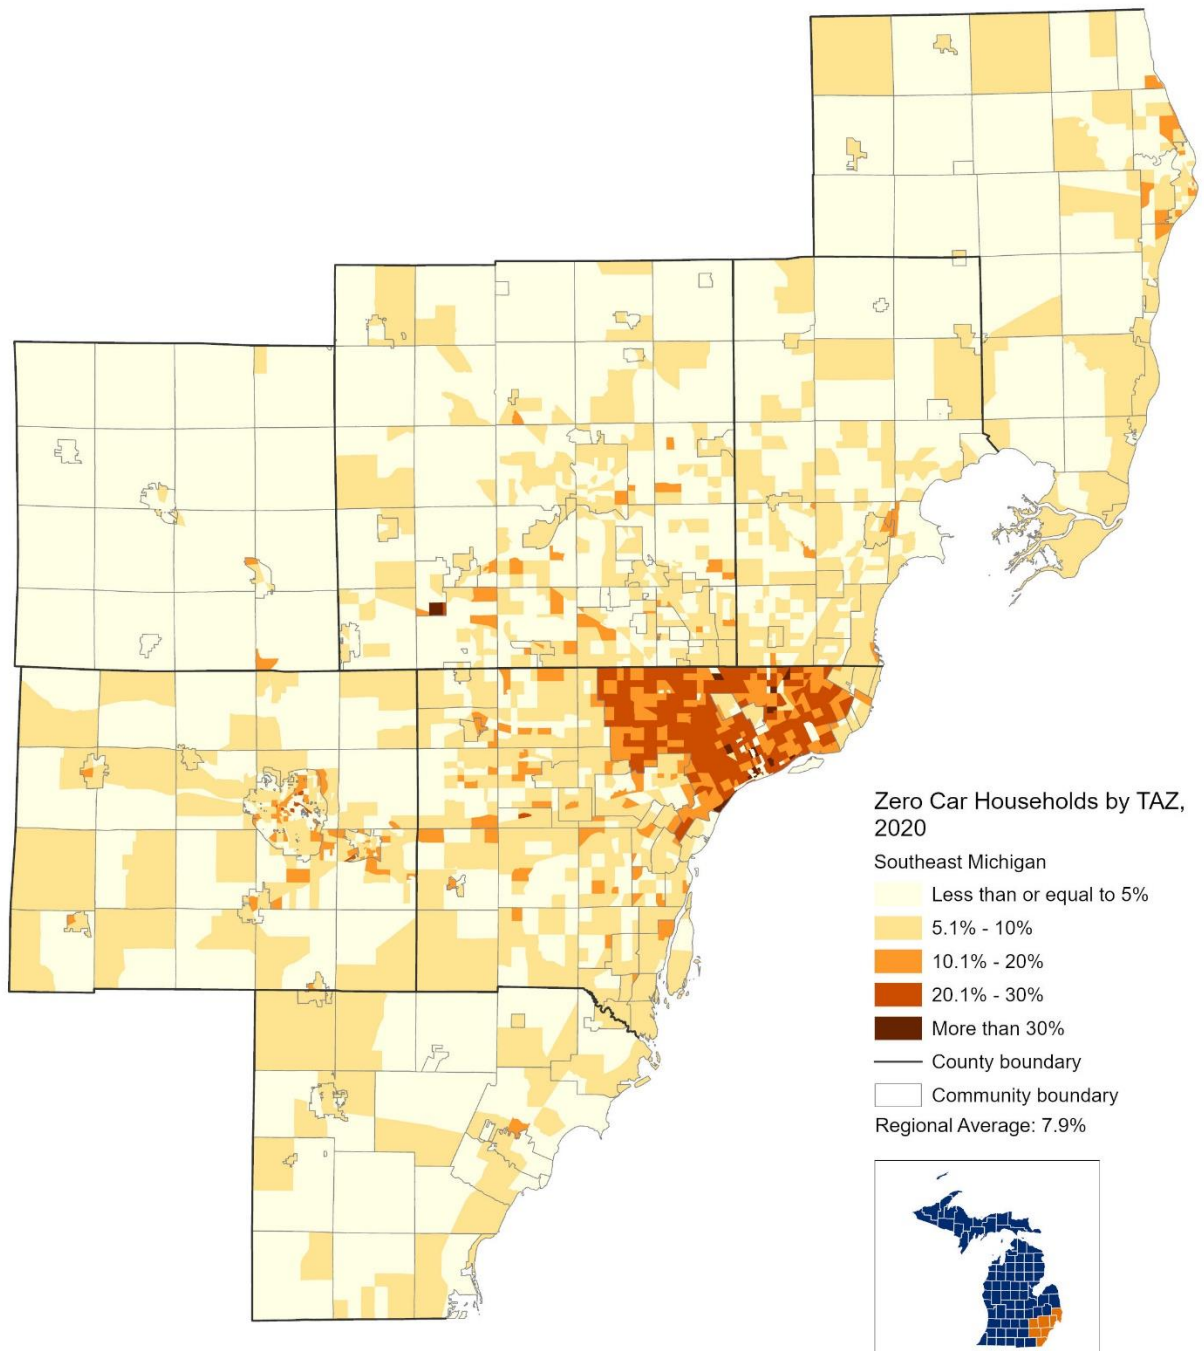 Zero Car Households by TAZ,
2020
Southeast Michigan
Less than or equal to 5%
5.1% - 10%
10.1% - 20%
20.1% - 30%
More than 30%
County boundary
Community boundary
Regional Average: 7.9%